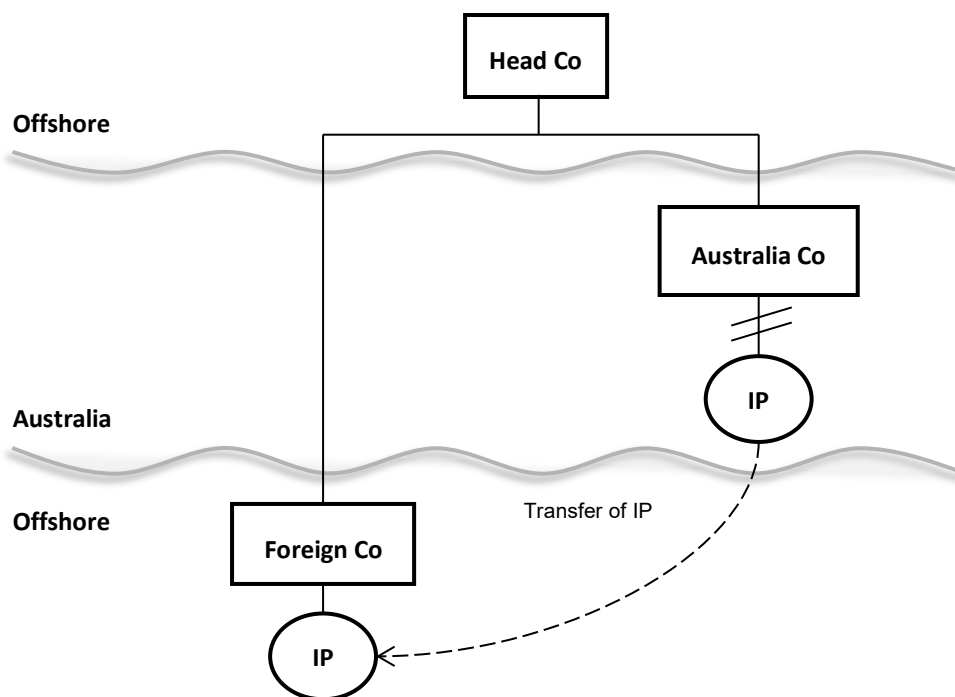 Head Co
Offshore
Australia Co
IP
Australia
Transfer of IP
Offshore
Foreign Co
IP